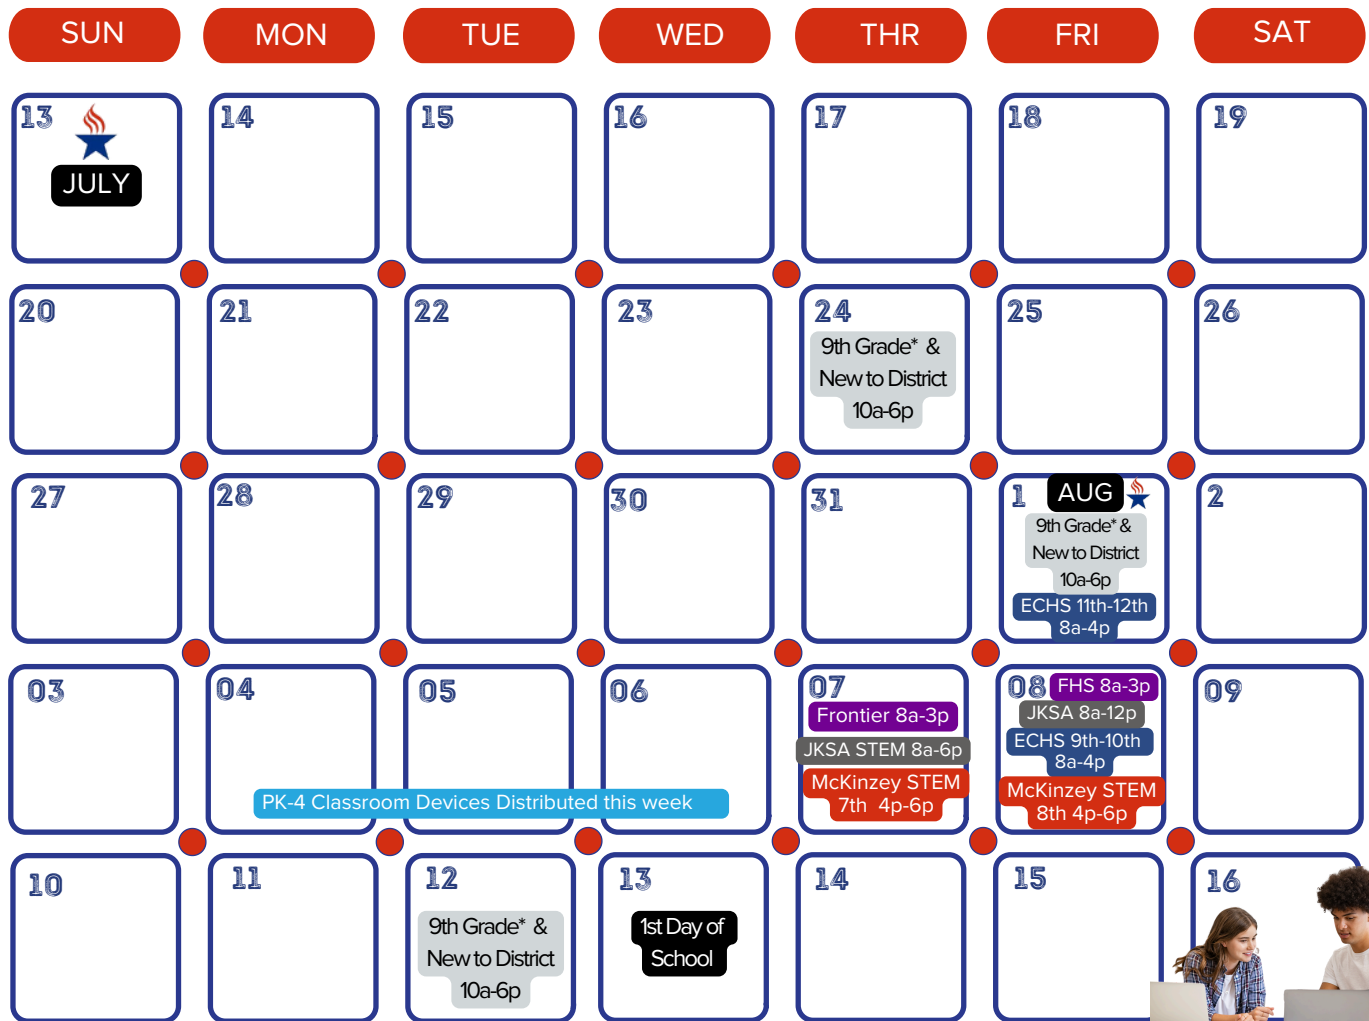 SUN MON TUE WED THR FRI SAT
13 14 15 16 17 18 19
JULY
20 21 22 23 24 25 26
9th Grade* &
New to District
10a-6p
27 28 29 30 31 1 AUG 2
9th Grade* &
New to District
10a-6p
ECHS 11th-12th
8a-4p
03 04 05 06 07 08 09
PK-4 Classroom Devices Distributed this week
Frontier 8a-3p
JKSA STEM 8a-6p
McKinzey STEM
7th 4p-6p
FHS 8a-3p
JKSA 8a-12p
ECHS 9th-10th
8a-4p
McKinzey STEM
8th 4p-6p
10 11 12 13 14 15 16
9th Grade* &
New to District
10a-6p
1st Day of
School